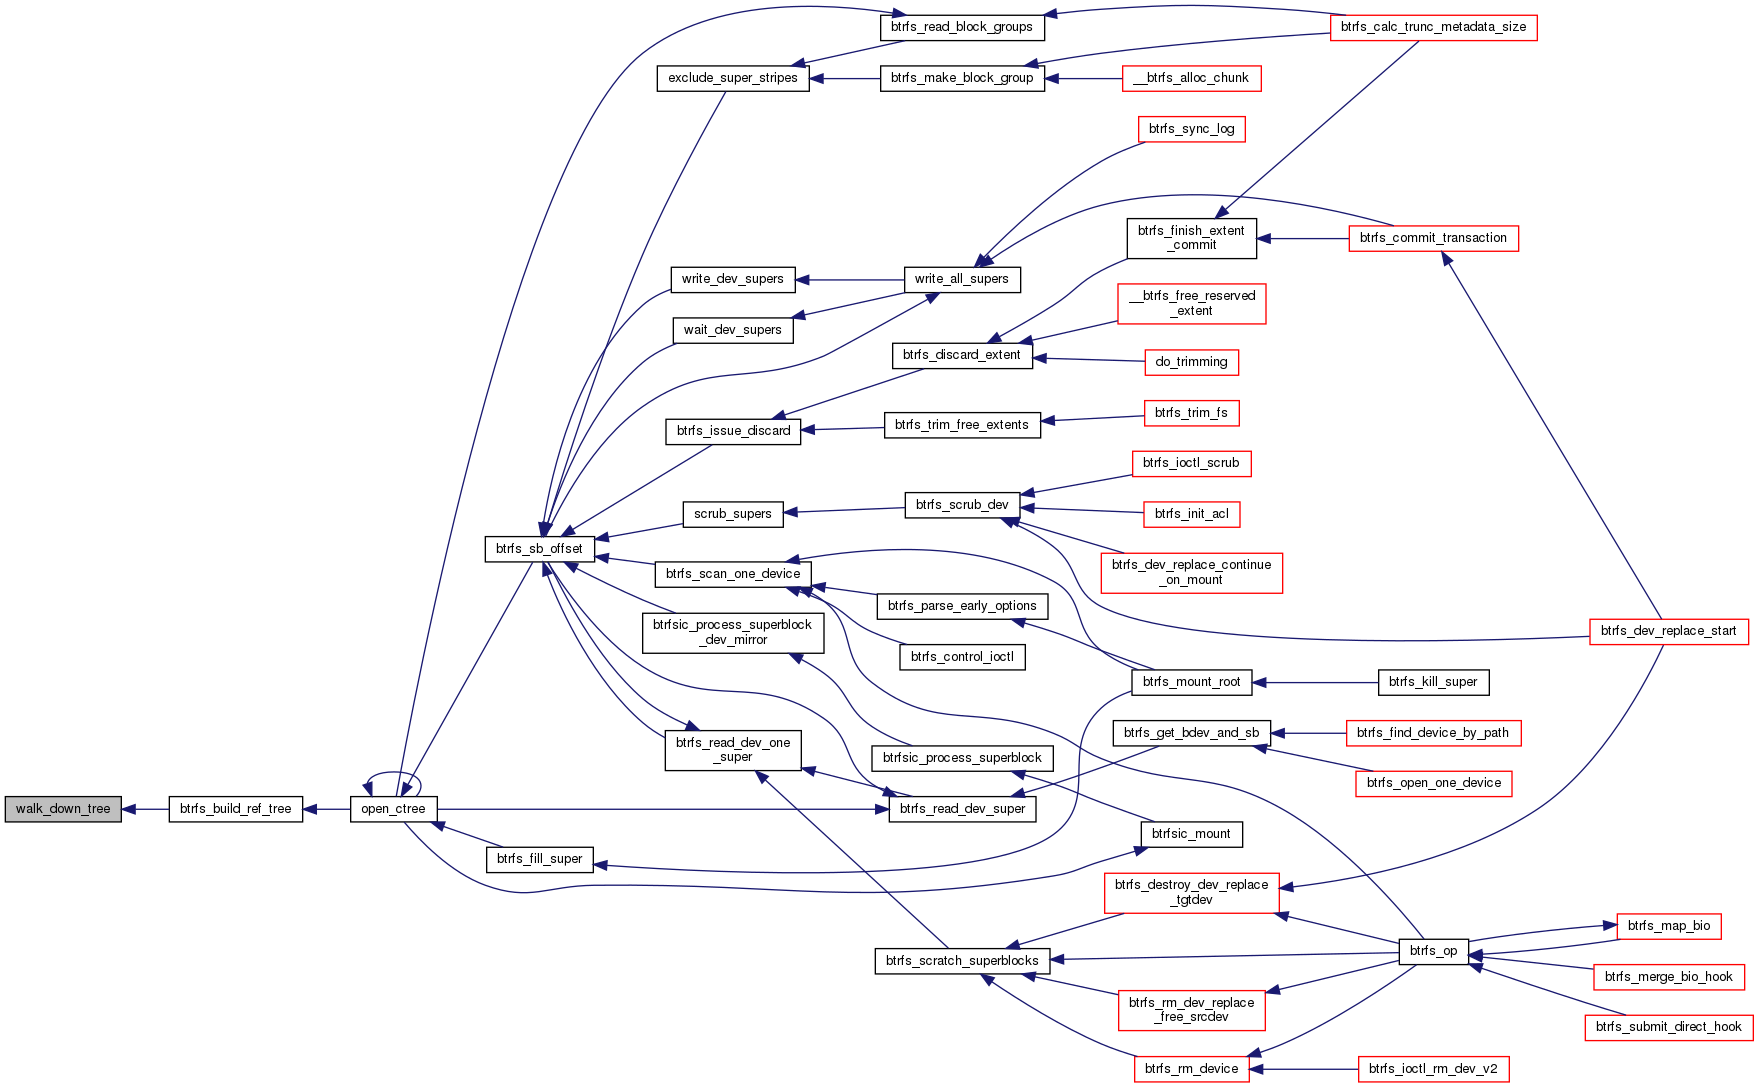 btrfs_read_block_groups
btrfs_calc_trunc_metadata_size
exclude_super_stripes
btrfs_make_block_group
__btrfs_alloc_chunk
btrfs_sync_log
btrfs_finish_extent
_commit
btrfs_commit_transaction
write_dev_supers
write_all_supers
__btrfs_free_reserved
_extent
wait_dev_supers
btrfs_discard_extent
do_trimming
btrfs_issue_discard
btrfs_trim_free_extents
btrfs_trim_fs
btrfs_ioctl_scrub
scrub_supers
btrfs_scrub_dev
btrfs_init_acl
btrfs_sb_offset
btrfs_scan_one_device
btrfs_dev_replace_continue
_on_mount
btrfs_parse_early_options
btrfsic_process_superblock
_dev_mirror
btrfs_dev_replace_start
btrfs_control_ioctl
btrfs_mount_root
btrfs_kill_super
btrfs_get_bdev_and_sb
btrfs_find_device_by_path
btrfs_read_dev_one
_super
btrfsic_process_superblock
btrfs_open_one_device
walk_down_tree
btrfs_build_ref_tree
open_ctree
btrfs_read_dev_super
btrfsic_mount
btrfs_fill_super
btrfs_destroy_dev_replace
_tgtdev
btrfs_map_bio
btrfs_op
btrfs_scratch_superblocks
btrfs_merge_bio_hook
btrfs_rm_dev_replace
_free_srcdev
btrfs_submit_direct_hook
btrfs_rm_device
btrfs_ioctl_rm_dev_v2